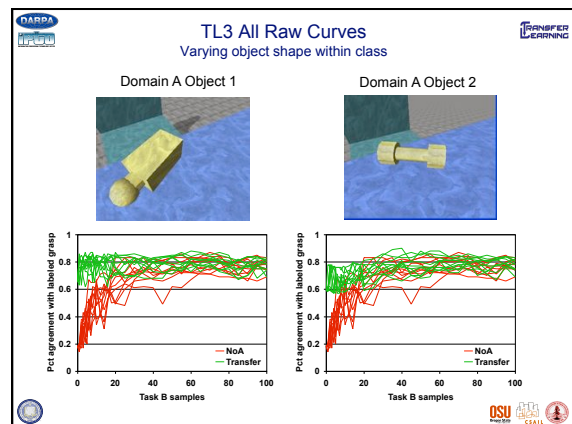 DARPA
IPTO
TL3 All Raw Curves
Varying object shape within class
TRANSFER
LEARNING
Domain A Object 1
Domain A Object 2
Pct agreement with labeled grasp
1
0.8
0.6
0.4
0.2
0
0 20 40 60 80 100
Task B samples
NoA
Transfer
Pct agreement with labeled grasp
1
0.8
0.6
0.4
0.2
0
0 20 40 60 80 100
Task B samples
NoA
Transfer
OSU
Oregon State
CSAIL